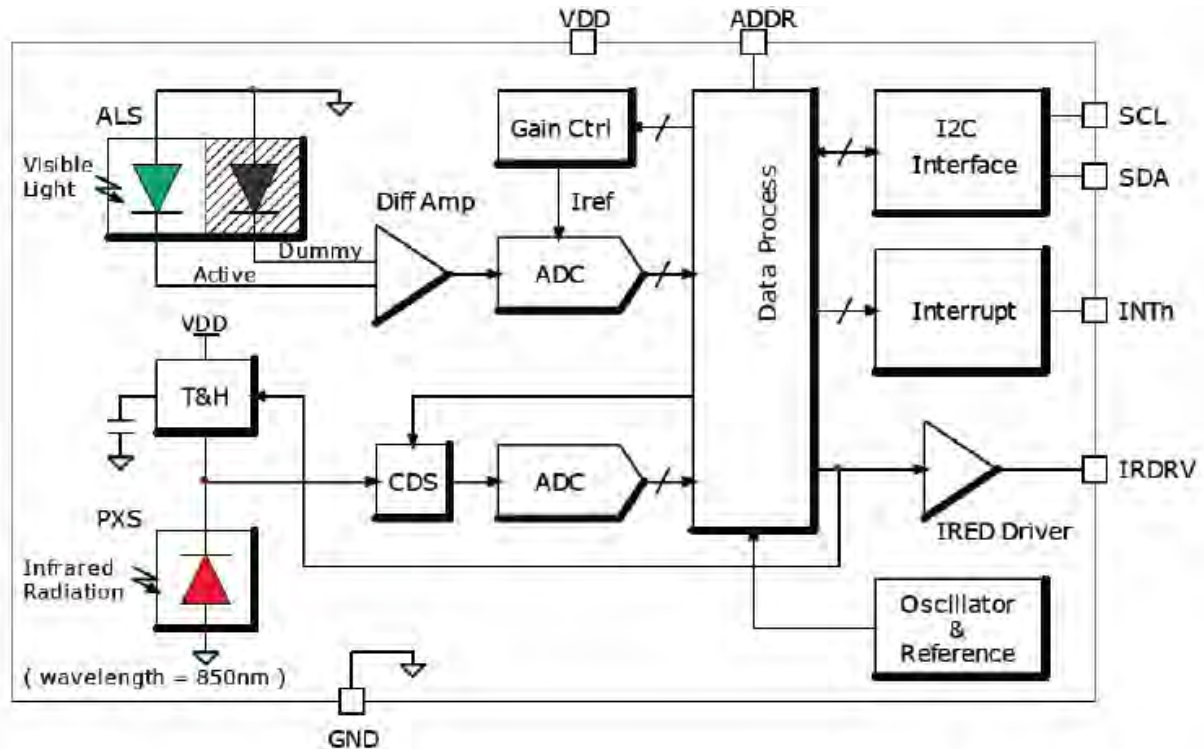 VDD
ADDR
ALS
Visible
Light
Gain Ctrl
Data Process
I2C
Interface
SCL
SDA
Diff Amp
Iref
Dummy
Active
ADC
Interrupt
INTn
VDD
T&H
CDS
ADC
IRDRV
IRED Driver
PXS
Infrared
Radiation
Oscillator
&
Reference
( wavelength = 850nm )
GND